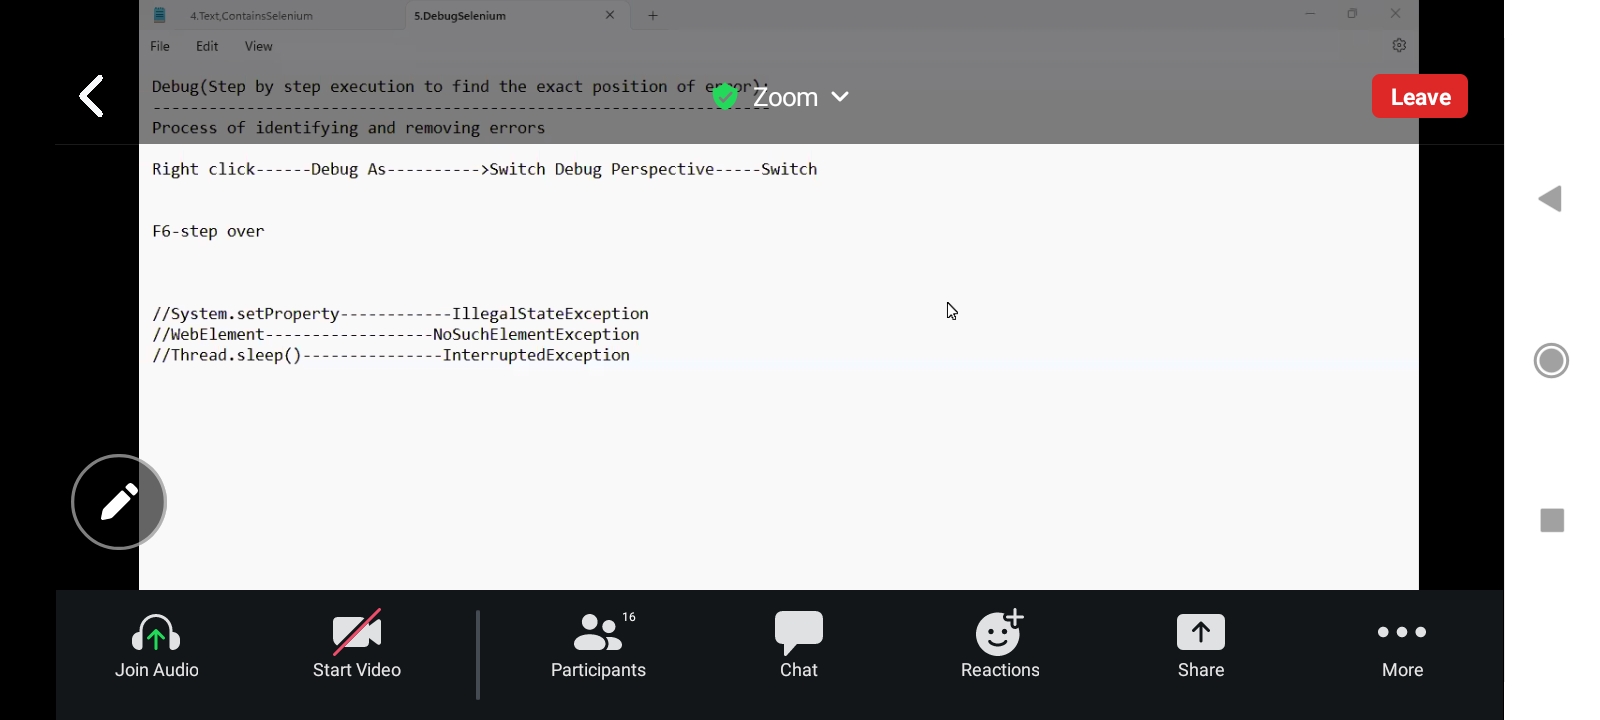 4.Text,ContainsSelenium
5.DebugSelenium
File Edit View
Debug(Step by step execution to find the exact position of error):
-------------------------------------------------------------------
Zoom
Leave
Process of identifying and removing errors
Right click------Debug As---------->Switch Debug Perspective-----Switch
F6-step over
//System.setProperty------------IllegalStateException
//WebElement------------------NoSuchElementException
//Thread.sleep()---------------InterruptedException
16
Join Audio Start Video Participants Chat Reactions Share More